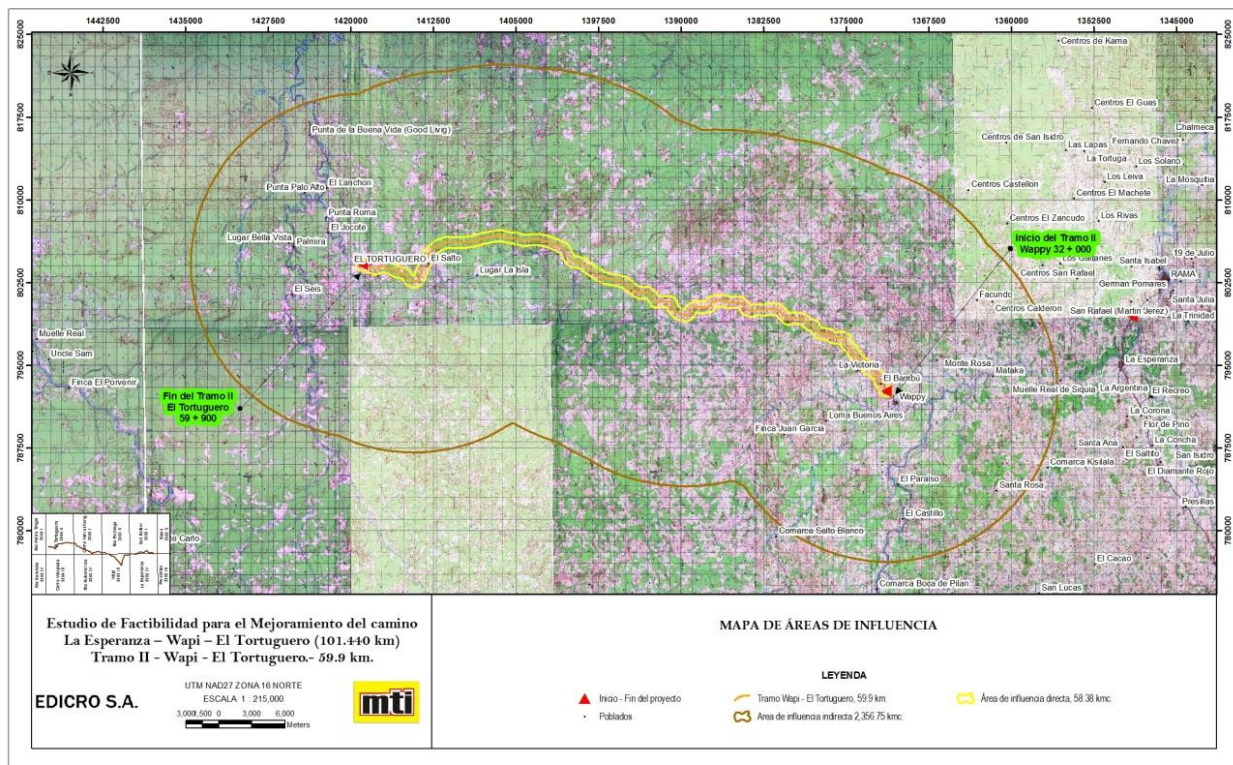 1442500 1435000 1427500 1420000 1412500 1405000 1397500 1390000 1382500 1375000 1367500 1360000 1352500 1345000
825000
817500
810000
802500
795000
787500
780000
825000
817500
810000
802500
795000
787500
780000
Centros de Kama
Centros El Guas
Chalmeca
Punta de la Buena Vida (Good Livig)
Centros de San Isidro
Fernando Chavez
Las Lapas
La Tortuga
Los Solano
Los Leiva
La Mosquitia
Punta Palo Alto
El Lanchon
Centros Castellon
Centros El Machete
Punta Roma
El Jocote
Centros El Zancudo
Los Rivas
Lugar Bella Vista
Palmira
Inicio del Tramo II
Wappy 32 + 000
EL TORTUGUERO
El Salto
Lugar La Isla
Los Gaitanes
Santa Isabel
19 de Julio
Centros San Rafael
RAMA
German Pomares
El Seis
Facundo
Centros Calderon
Santa Julia
San Rafael (Martin Jerez)
La Trinidad
Muelle Real
Uncle Sam
La Esperanza
La Victoria
Monte Rosa
Mataka
Finca El Porvenir
El Bambú
Wappy
Muelle Real de Siquia
La Argentina
El Recreo
Fin del Tramo II
El Tortuguero
59 + 900
Loma Buenos Aires
Finca Juan Garcia
La Corona
Flor de Pino
Santa Ana
La Concha
El Saltito
San Isidro
Comarca Kisilala
El Diamante Rojo
El Paraiso
Santa Rosa
Presillas
El Castillo
Comarca Salto Blanco
Carlo
El Cacao
Comarca Boca de Pilan
San Lucas
Estudio de Factibilidad para el Mejoramiento del camino
La Esperanza – Wapi – El Tortuguero (101.440 km)
Tramo II - Wapi - El Tortuguero.- 59.9 km.
EDICRO S.A.
UTM NAD27 ZONA 16 NORTE
ESCALA 1 : 215,000
3,000 1,500 0 3,000 6,000
Meters
mti
MAPA DE ÁREAS DE INFLUENCIA
LEYENDA
Inicio - Fin del proyecto
Poblados
Tramo Wapi - El Tortuguero, 59.9 km.
Area de influencia indirecta 2,356.75 kmc.
Área de influencia directa, 58.38 kmc.